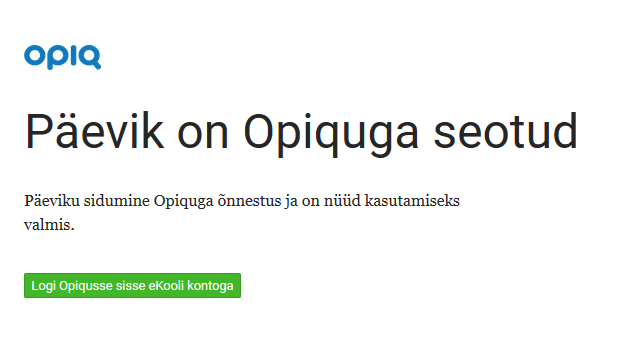 opiq
Päevik on Opiquga seotud
Päeviku sidumine Opiquga õnnestus ja on nüüd kasutamiseks
valmis.
Logi Opiqusse sisse eKooli kontoga